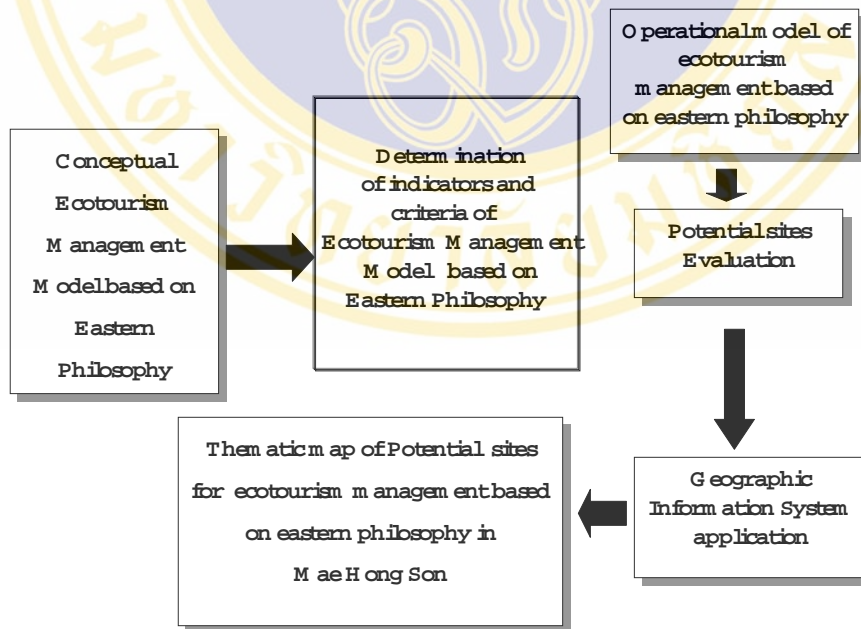 Conceptual
Ecotourism
Management
Model based on
Eastern
Philosophy
Determination
of indicators and
criteria of
Ecotourism Management
Model based on
Eastern Philosophy
Operational model of
ecotourism
management based
on eastern philosophy
Potential sites
Evaluation
Geographic
Information System
application
Thematic map of Potential sites
for ecotourism management based
on eastern philosophy in
Mae Hong Son